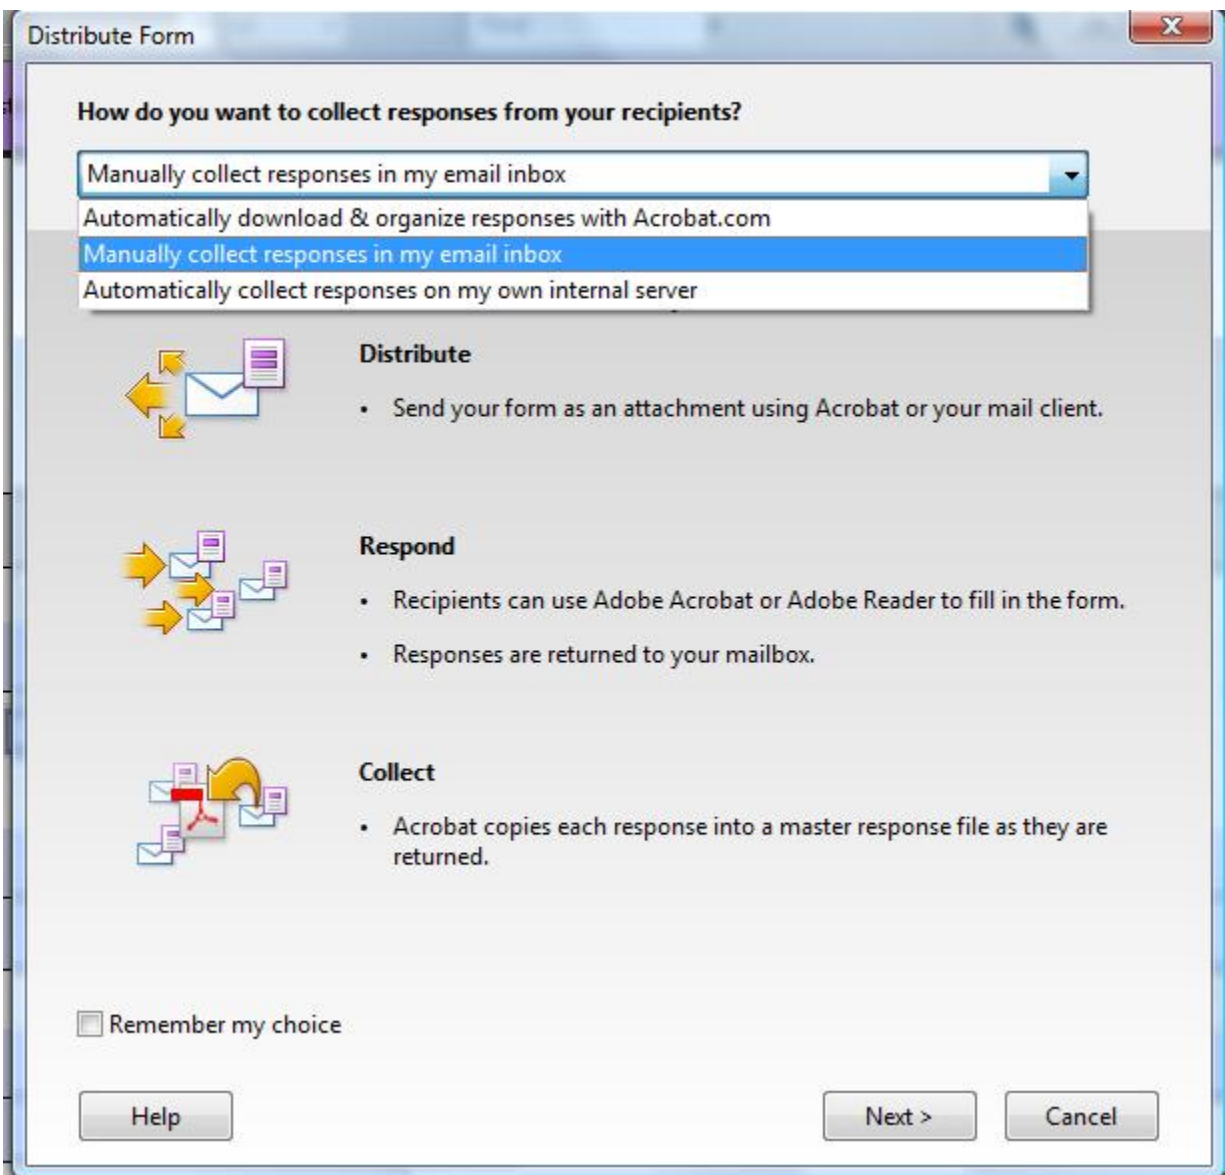 Distribute Form
How do you want to collect responses from your recipients?
Manually collect responses in my email inbox
Automatically download & organize responses with Acrobat.com
Manually collect responses in my email inbox
Automatically collect responses on my own internal server
Distribute
• Send your form as an attachment using Acrobat or your mail client.
Respond
• Recipients can use Adobe Acrobat or Adobe Reader to fill in the form.
• Responses are returned to your mailbox.
Collect
• Acrobat copies each response into a master response file as they are
returned.
Remember my choice
Help
Next >
Cancel